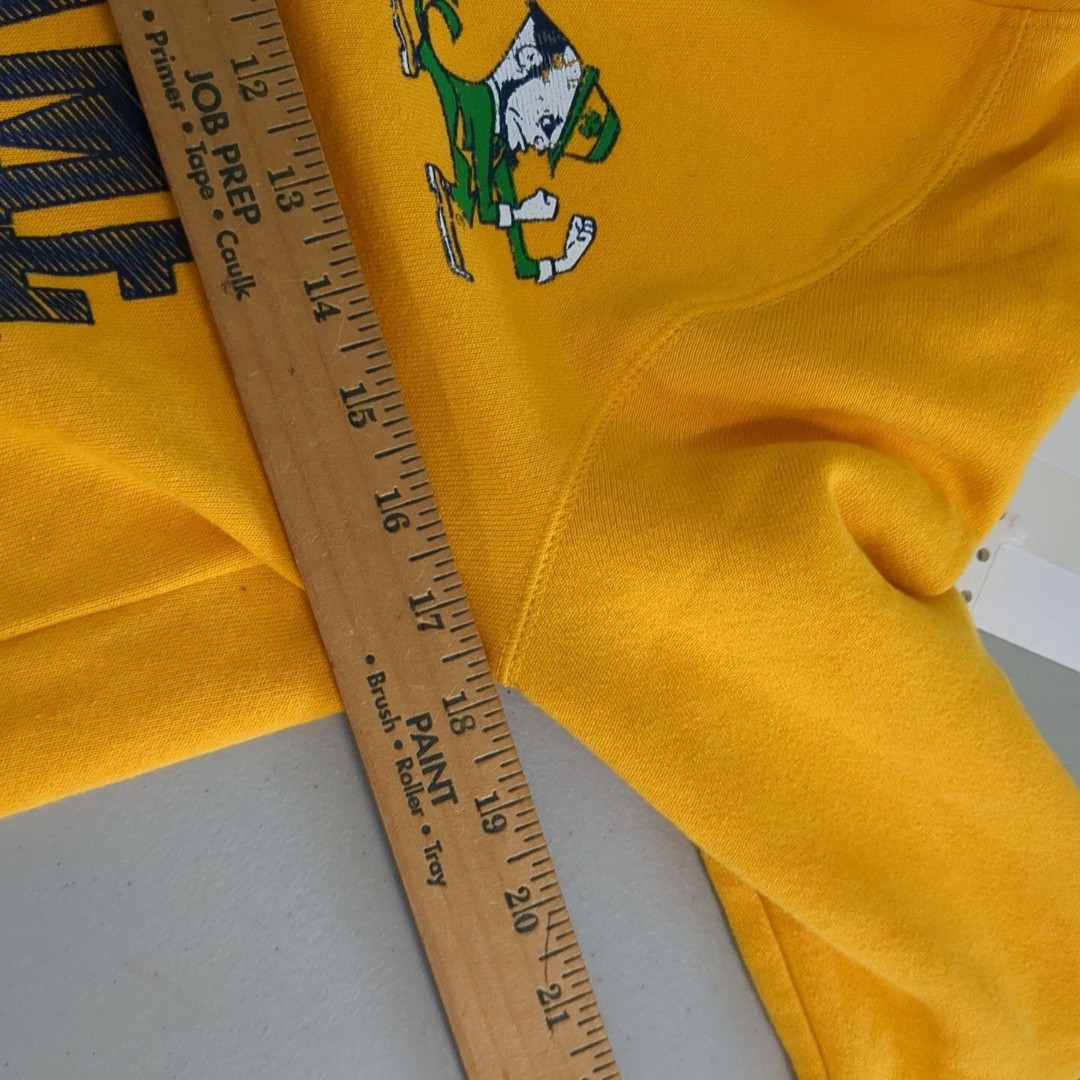 ME
• Primer • Tape • Caulk
JOB PREP
12
13
14
15
16
17
18
19
20
21
PAINT
• Brush • Roller • Tray